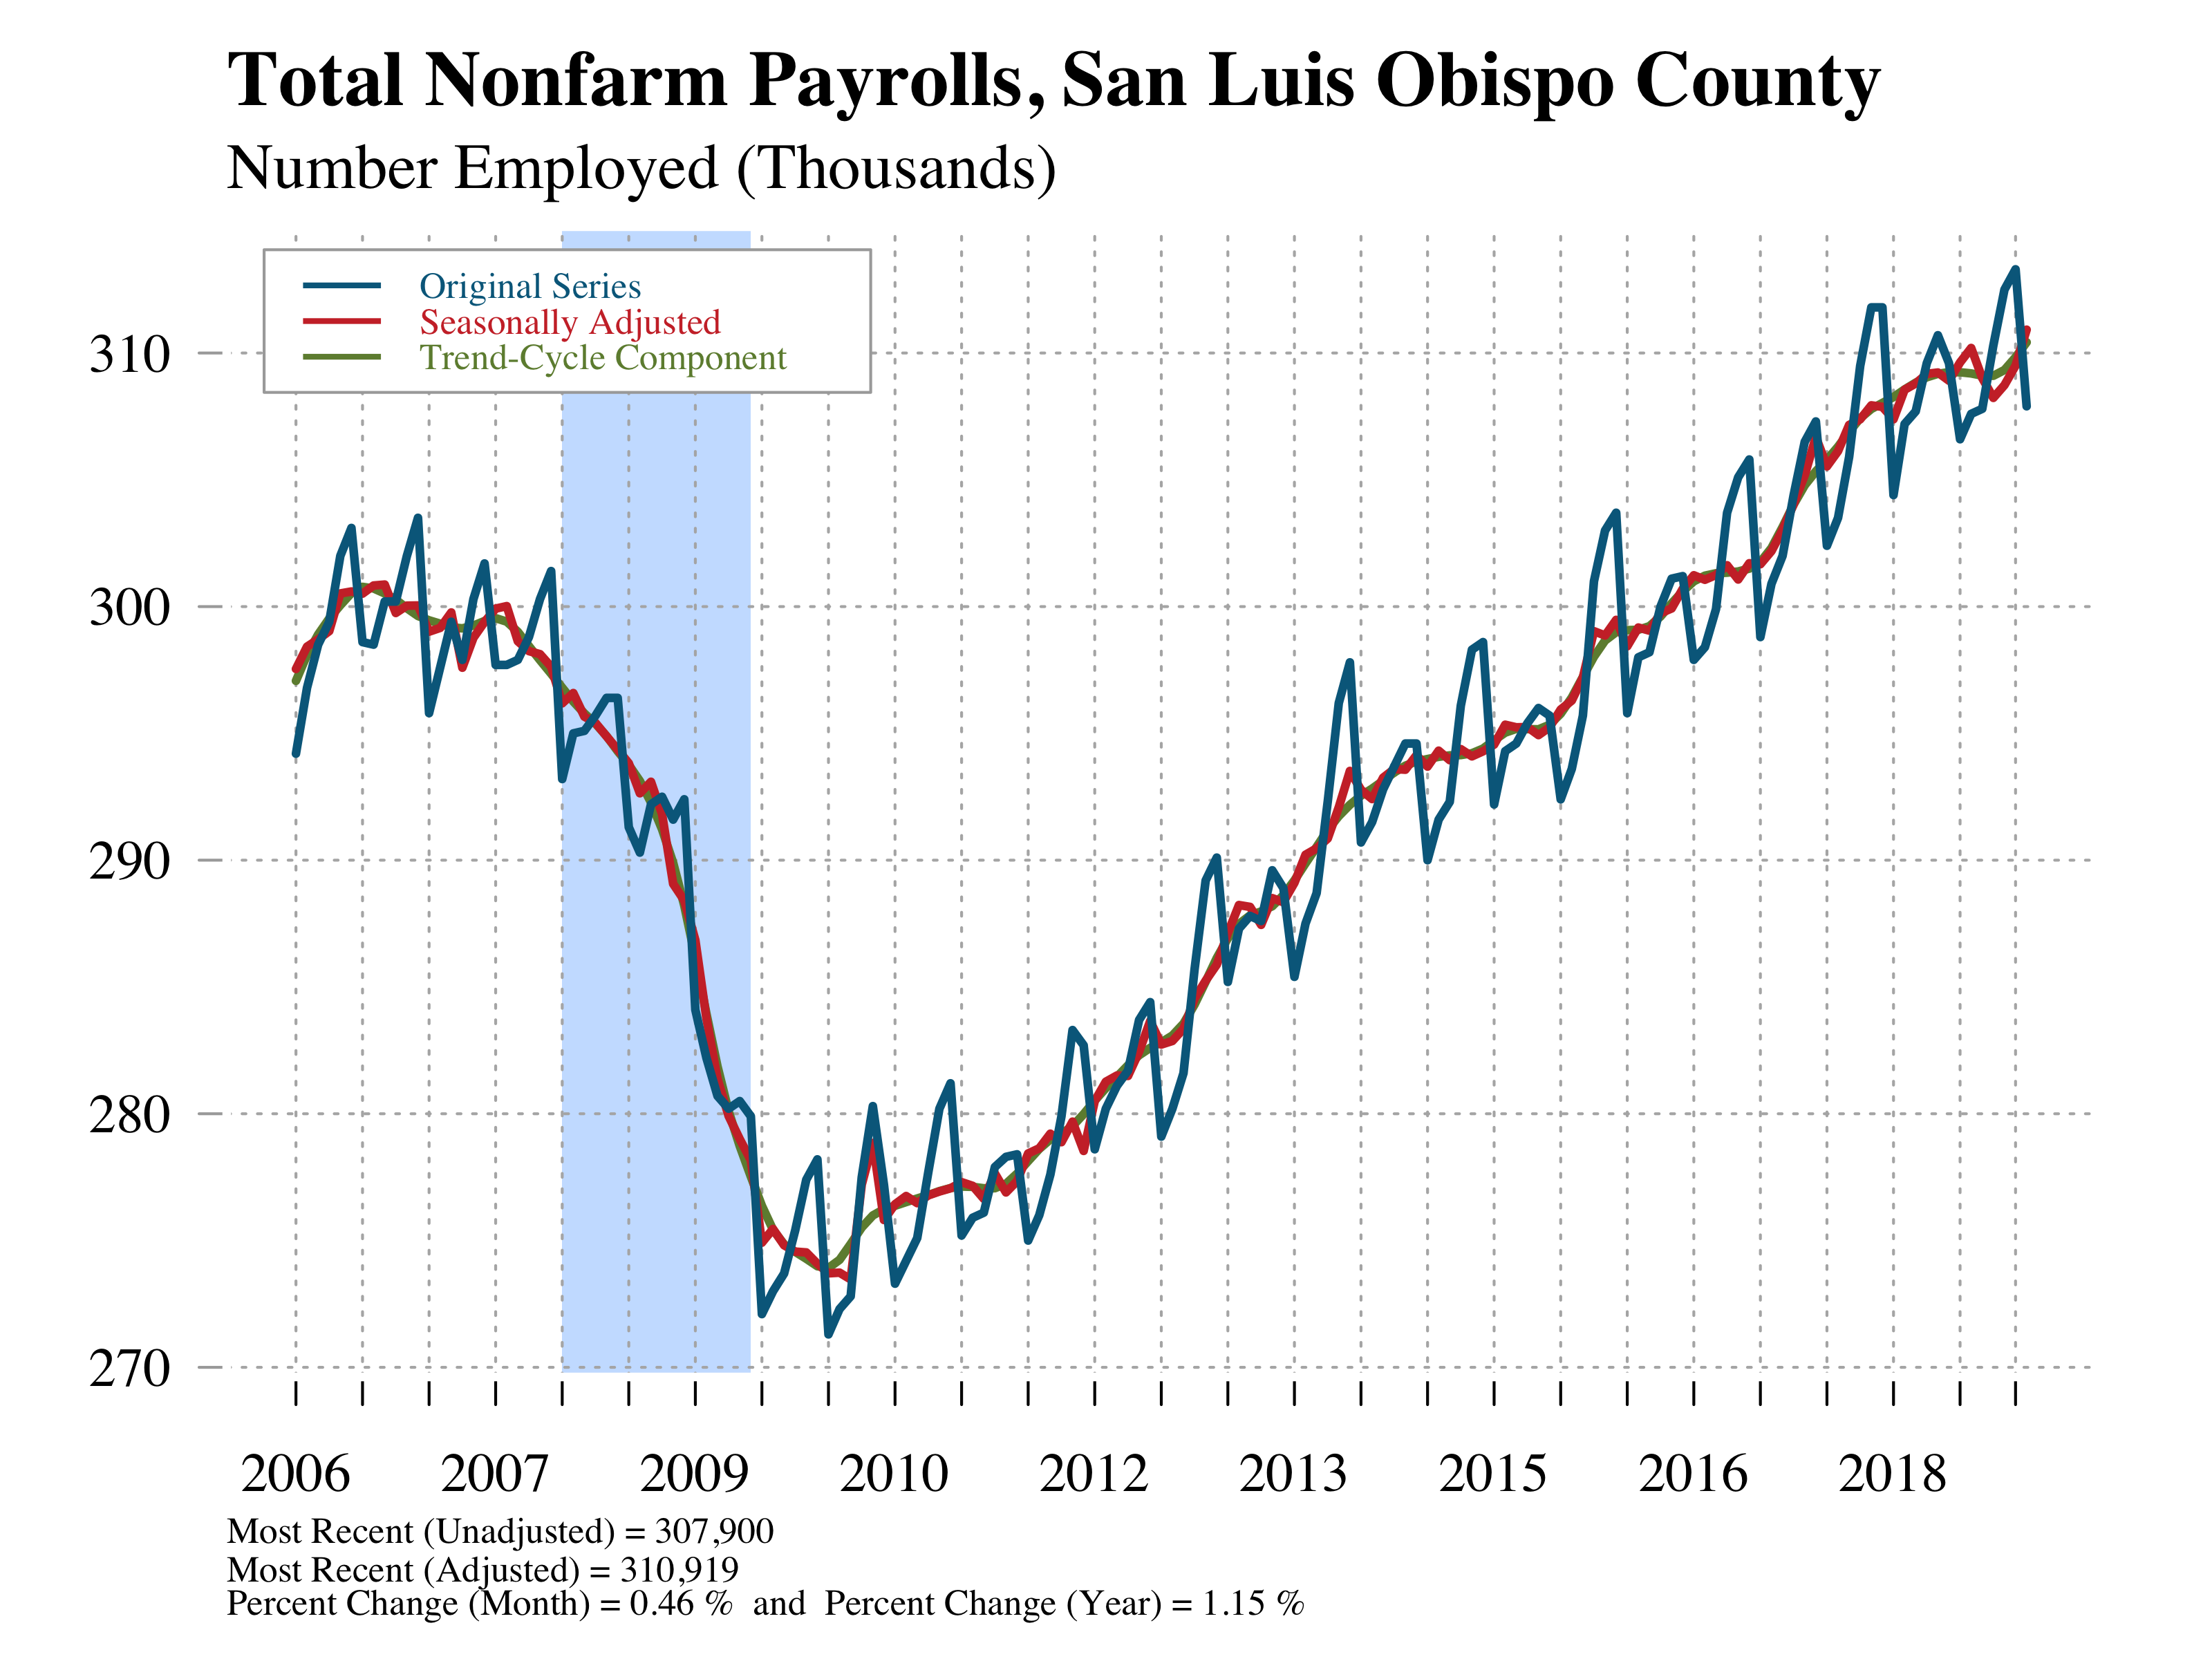 Total Nonfarm Payrolls, San Luis Obispo County
Number Employed (Thousands)
Original Series
Seasonally Adjusted
Trend-Cycle Component
310
300
290
280
270
2006 2007 2009 2010 2012 2013 2015 2016 2018
Most Recent (Unadjusted) = 307,900
Most Recent (Adjusted) = 310,919
Percent Change (Month) = 0.46 % and Percent Change (Year) = 1.15 %